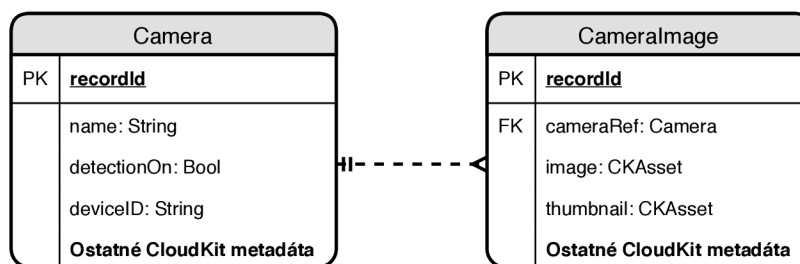 Camera
PK recordId
name: String
detectionOn: Bool
deviceID: String
Ostatné CloudKit metadáta
CameraImage
PK recordId
FK cameraRef: Camera
image: CKAsset
thumbnail: CKAsset
Ostatné CloudKit metadáta